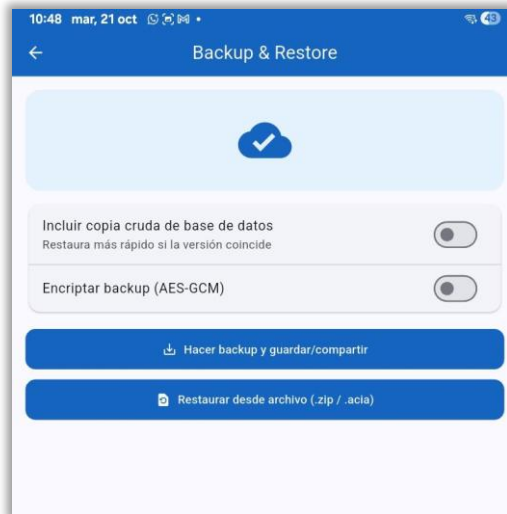 10:48 mar, 21 oct
43
Backup & Restore
Incluir copia cruda de base de datos
Restaura más rápido si la versión coincide
Encriptar backup (AES-GCM)
Hacer backup y guardar/compartir
Restaurar desde archivo (.zip / .acia)